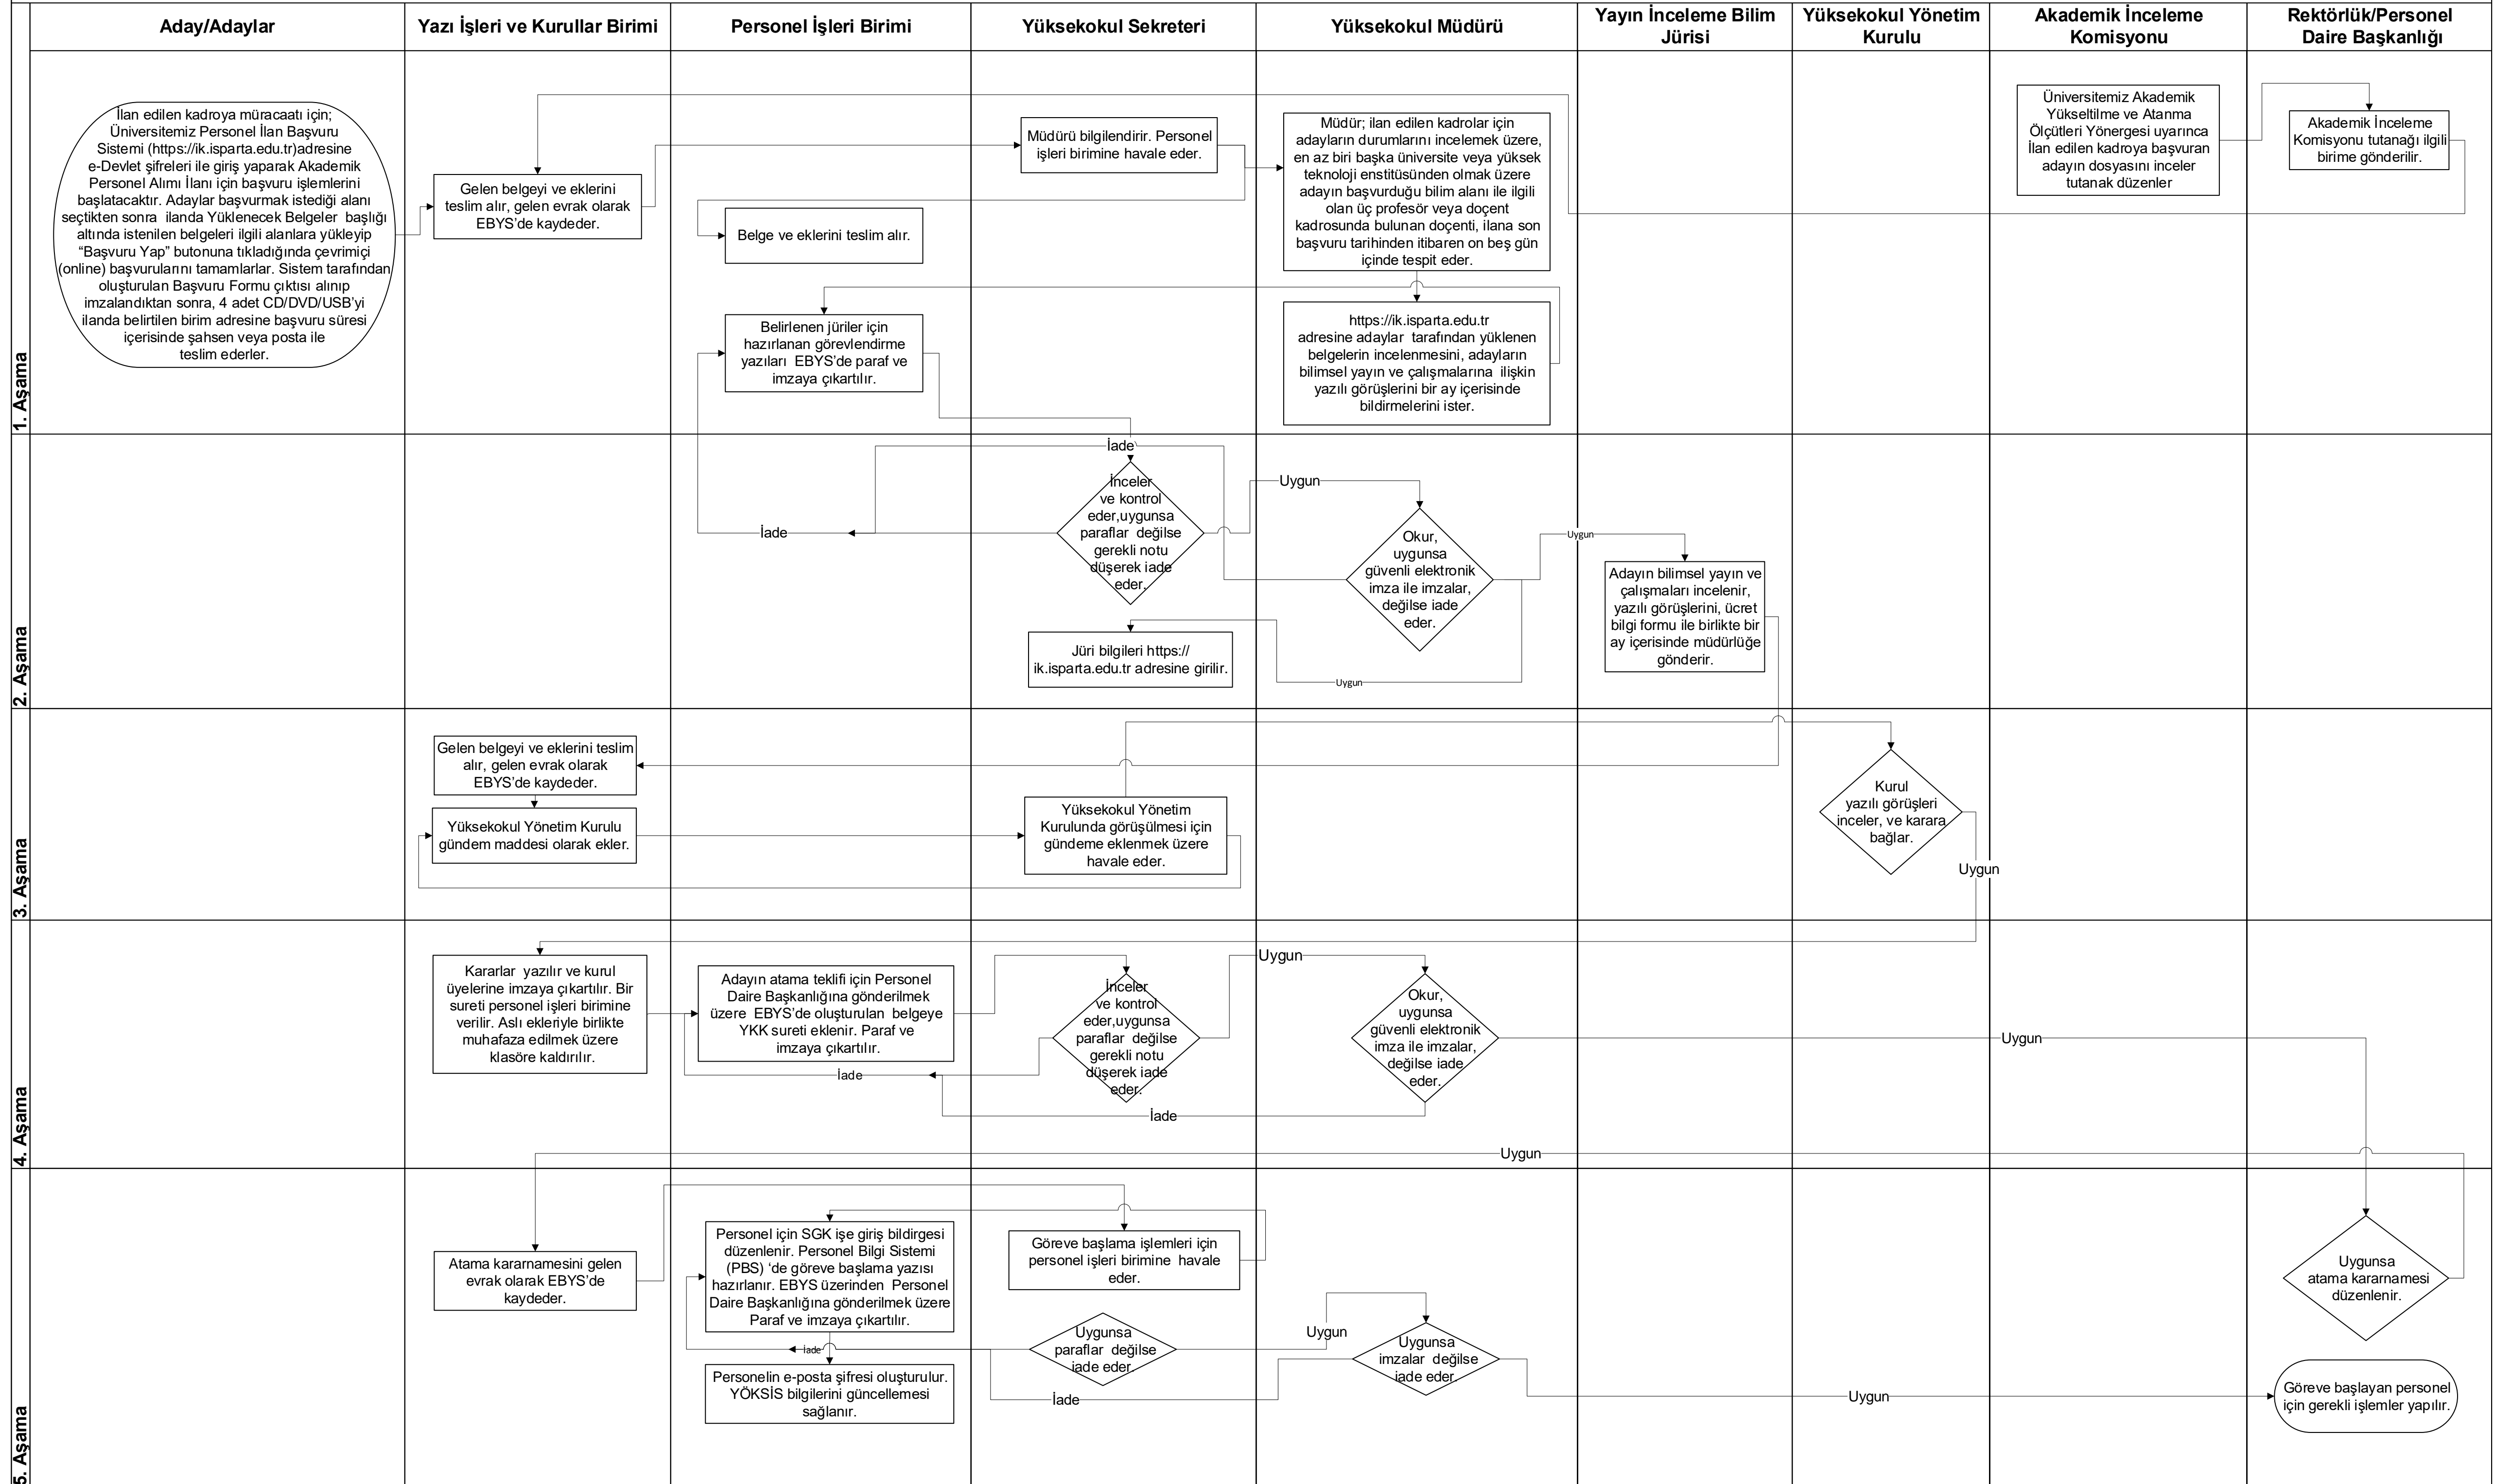 Aday/Adaylar
Yazı İşleri ve Kurullar Birimi
Personel İşleri Birimi
Yüksekokul Sekreteri
Yüksekokul Müdürü
Yayın İnceleme Bilim
Jürisi
Yüksekokul Yönetim
Kurulu
Akademik İnceleme
Komisyonu
Rektörlük/Personel
Daire Başkanlığı
1. Aşama
İlan edilen kadroya müracaatı için;
Üniversitemiz Personel İlan Başvuru
Sistemi (https://ik.isparta.edu.tr)adresine
e-Devlet şifreleri ile giriş yaparak Akademik
Personel Alımı İlanı için başvuru işlemlerini
başlatacaktır. Adaylar başvurmak istediği alanı
seçtikten sonra  ilanda Yüklenecek Belgeler  başlığı
altında istenilen belgeleri ilgili alanlara yükleyip
“Başvuru Yap” butonuna tıkladığında çevrimiçi
(online) başvurularını tamamlarlar. Sistem tarafından
oluşturulan Başvuru Formu çıktısı alınıp
imzalandıktan sonra, 4 adet CD/DVD/USB’yi
ilanda belirtilen birim adresine başvuru süresi
içerisinde şahsen veya posta ile
teslim ederler.
Gelen belgeyi ve eklerini
teslim alır, gelen evrak olarak
EBYS’de kaydeder.
Belge ve eklerini teslim alır.
Belirlenen jüriler için
hazırlanan görevlendirme
yazıları  EBYS’de paraf ve
imzaya çıkartılır.
Müdürü bilgilendirir. Personel
işleri birimine havale eder.
Müdür; ilan edilen kadrolar için
adayların durumlarını incelemek üzere,
en az biri başka üniversite veya yüksek
teknoloji enstitüsünden olmak üzere
adayın başvurduğu bilim alanı ile ilgili
olan üç profesör veya doçent
kadrosunda bulunan doçenti, ilana son
başvuru tarihinden itibaren on beş gün
içinde tespit eder.
https://ik.isparta.edu.tr
adresine adaylar  tarafından yüklenen
belgelerin incelenmesini, adayların
bilimsel yayın ve çalışmalarına  ilişkin
yazılı görüşlerini bir ay içerisinde
bildirmelerini ister.
Üniversitemiz Akademik
Yükseltilme ve Atanma
Ölçütleri Yönergesi uyarınca
İlan edilen kadroya başvuran
adayın dosyasını inceler
tutanak düzenler
Akademik İnceleme
Komisyonu tutanağı ilgili
birime gönderilir.
2. Aşama
İade
İade
İnceler
ve kontrol
eder,uygunsa
paraflar  değilse
gerekli notu
düşerek iade
eder.
Uygun
Okur,
uygunsa
güvenli elektronik
imza ile imzalar,
değilse iade
eder.
Uygun
Adayın bilimsel yayın ve
çalışmaları incelenir,
yazılı görüşlerini, ücret
bilgi formu ile birlikte bir
ay içerisinde müdürlüğe
gönderir.
Jüri bilgileri https://
ik.isparta.edu.tr adresine girilir.
Uygun
3. Aşama
Gelen belgeyi ve eklerini teslim
alır, gelen evrak olarak
EBYS’de kaydeder.
Yüksekokul Yönetim Kurulu
gündem maddesi olarak ekler.
Yüksekokul Yönetim
Kurulunda görüşülmesi için
gündeme eklenmek üzere
havale eder.
Kurul
yazılı görüşleri
inceler, ve karara
bağlar.
Uygun
4. Aşama
Kararlar  yazılır ve kurul
üyelerine imzaya çıkartılır. Bir
sureti personel işleri birimine
verilir. Aslı ekleriyle birlikte
muhafaza edilmek üzere
klasöre kaldırılır.
Adayın atama teklifi için Personel
Daire Başkanlığına gönderilmek
üzere  EBYS’de oluşturulan  belgeye
YKK sureti eklenir. Paraf ve
imzaya çıkartılır.
İade
İnceler
ve kontrol
eder,uygunsa
paraflar  değilse
gerekli notu
düşerek iade
eder.
İade
Uygun
Okur,
uygunsa
güvenli elektronik
imza ile imzalar,
değilse iade
eder.
Uygun
Uygun
5. Aşama
Atama kararnamesini gelen
evrak olarak EBYS’de
kaydeder.
Personel için SGK işe giriş bildirgesi
düzenlenir. Personel Bilgi Sistemi
(PBS) ‘de göreve başlama yazısı
hazırlanır. EBYS üzerinden  Personel
Daire Başkanlığına gönderilmek üzere
Paraf ve imzaya çıkartılır.
İade
Personelin e-posta şifresi oluşturulur.
YÖKSİS bilgilerini güncellemesi
sağlanır.
Göreve başlama işlemleri için
personel işleri birimine  havale
eder.
Uygunsa
paraflar  değilse
iade eder.
İade
Uygun
Uygunsa
imzalar  değilse
iade eder.
Uygun
Uygunsa
atama kararnamesi
düzenlenir.
Göreve başlayan personel
için gerekli işlemler yapılır.